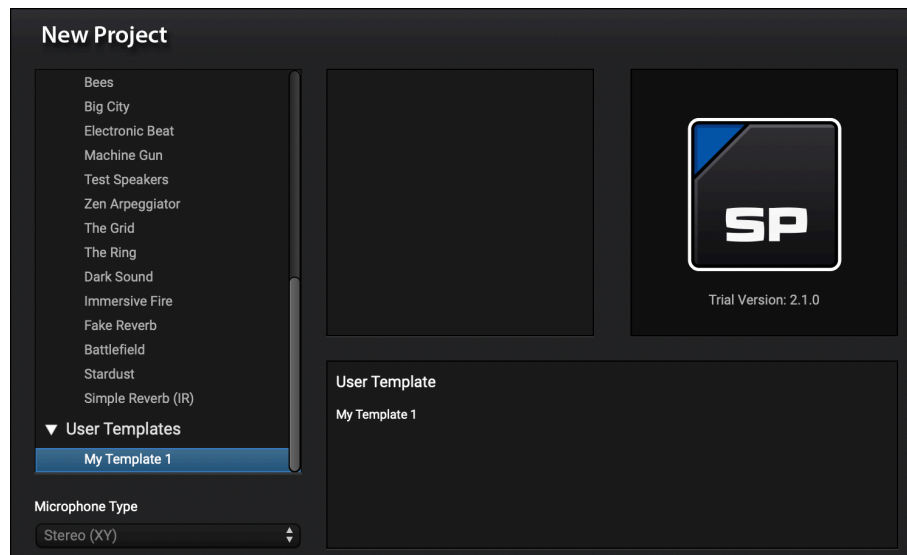 New Project
Bees
Big City
Electronic Beat
Machine Gun
Test Speakers
Zen Arpeggiator
The Grid
The Ring
Dark Sound
Immersive Fire
Fake Reverb
Battlefield
Stardust
Simple Reverb (IR)
User Templates
My Template 1
Microphone Type
Stereo (XY)
SP
Trial Version: 2.1.0
User Template
My Template 1